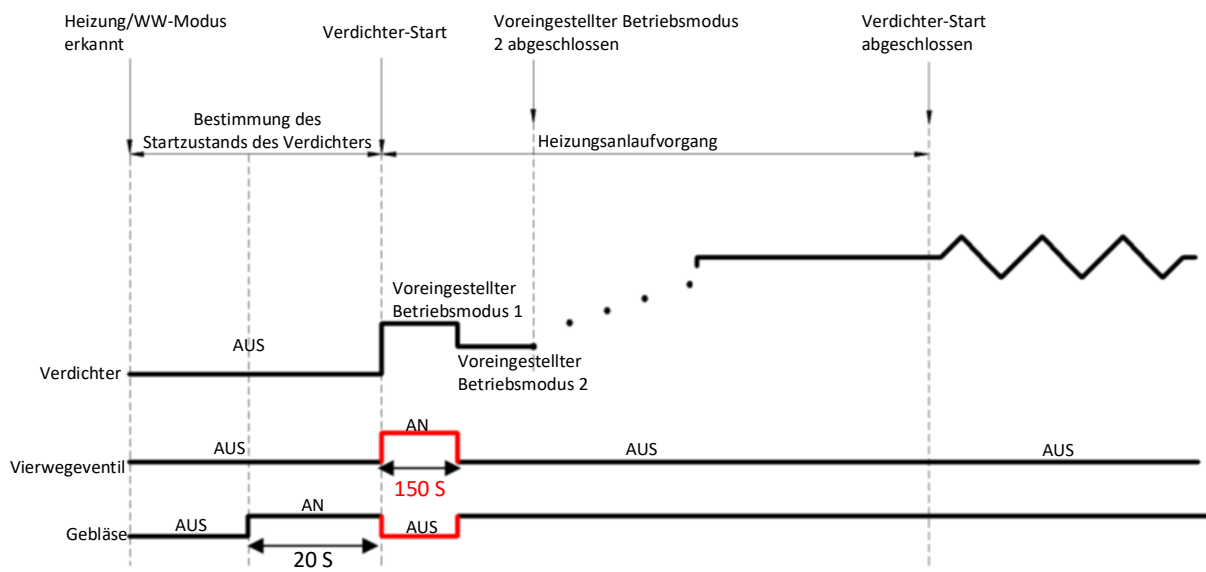 Heizung/WW-Modus
erkannt
Verdichter-Start
Voreingestellter Betriebsmodus
2 abgeschlossen
Verdichter-Start
abgeschlossen
Bestimmung des
Startzustands des Verdichters
Heizungsanlaufvorgang
Voreingestellter
Betriebsmodus 1
AUS
Voreingestellter
Betriebsmodus 2
Verdichter
AN
AUS
AUS
AUS
Vierwegeventil
150 S
AN
AUS
AUS
Gebläse
20 S